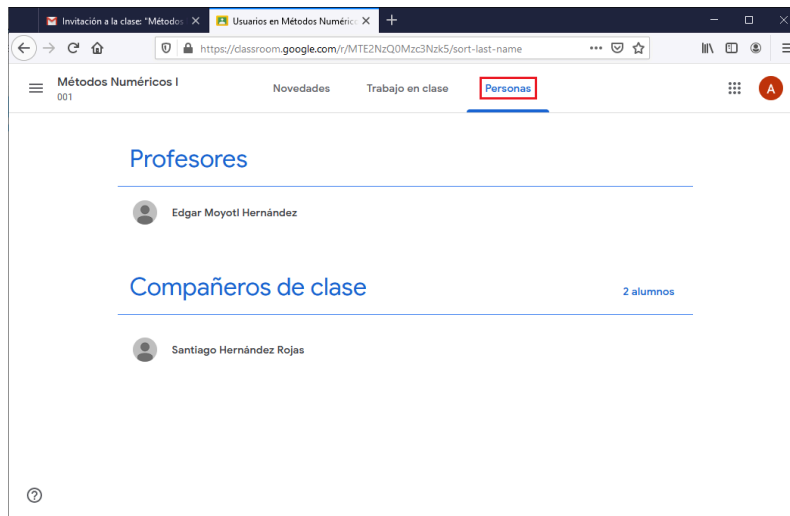 Invitación a la clase: "Métodos
Usuarios en Métodos Numéric
https://classroom.google.com/r/MTE2NzQ0Mzc3Nzk5/sort-last-name
Métodos Numéricos I
001
Novedades
Trabajo en clase
Personas
A
Profesores
Edgar Moyotl Hernández
Compañeros de clase
2 alumnos
Santiago Hernández Rojas